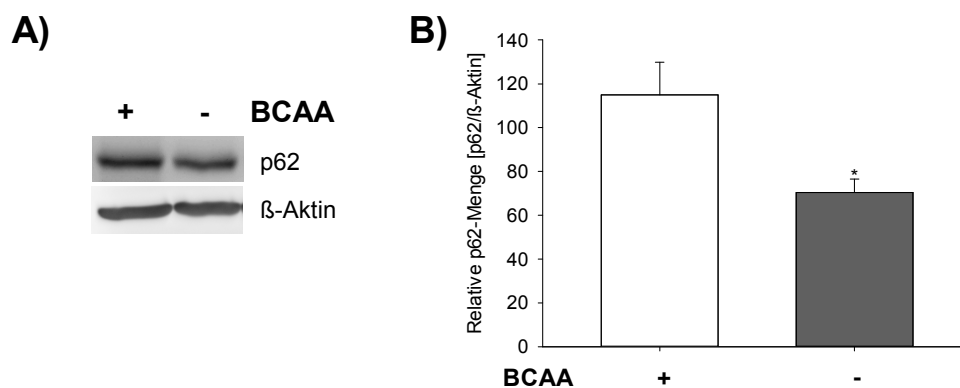 A)
+ - BCAA
p62
ß-Aktin
B)
Relative p62-Menge [p62/ß-Aktin]
140
120
100
80
60
40
20
0
*
BCAA + -